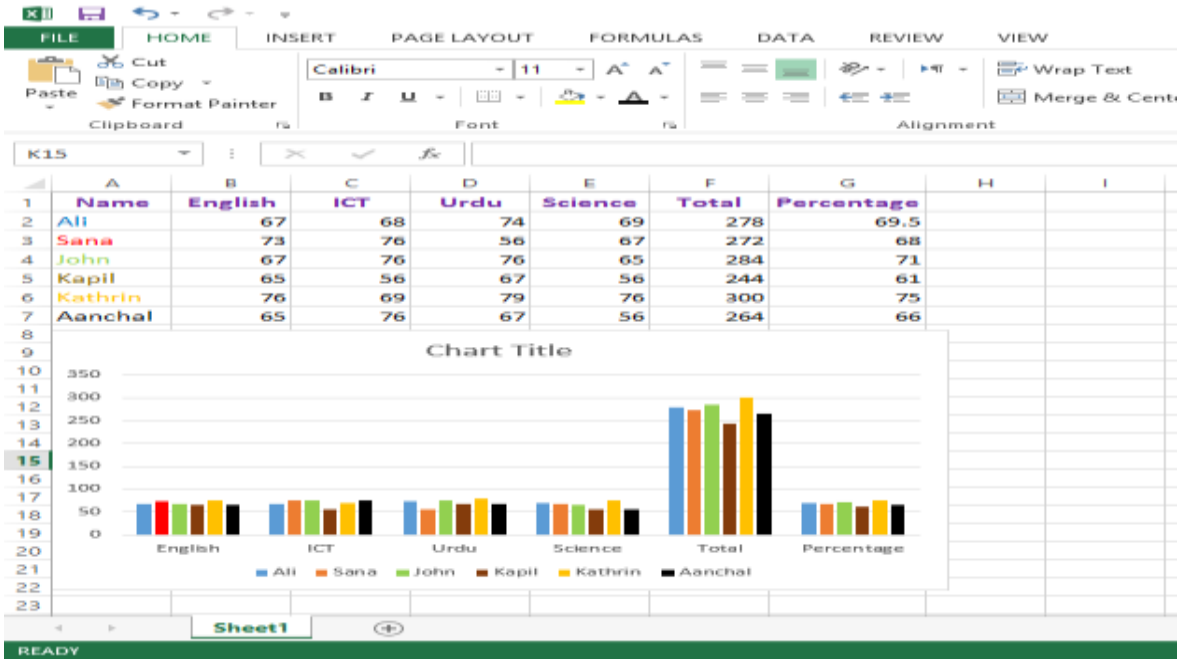 FILE HOME INSERT PAGE LAYOUT FORMULAS DATA REVIEW VIEW
Paste
Cut
Copy
Format Painter
Calibri 11 A A Wrap Text
B I U A Merge & Cent
Clipboard Font Alignment
K15 fx
A B C D E F G H I
1 Name English ICT Urdu Science Total Percentage
2 Ali 67 68 74 69 278 69.5
3 Sana 73 76 56 67 272 68
4 John 67 76 76 65 284 71
5 Kapil 65 56 67 56 244 61
6 Kathrin 76 69 79 76 300 75
7 Aanchal 65 76 67 56 264 66
8
9 Chart Title
10 350
11
12 300
13 250
14 200
15 150
16
17 100
18 50
19 0
20 English ICT Urdu Science Total Percentage
21 Ali Sana John Kapil Kathrin Aanchal
22
23
Sheet1
READY